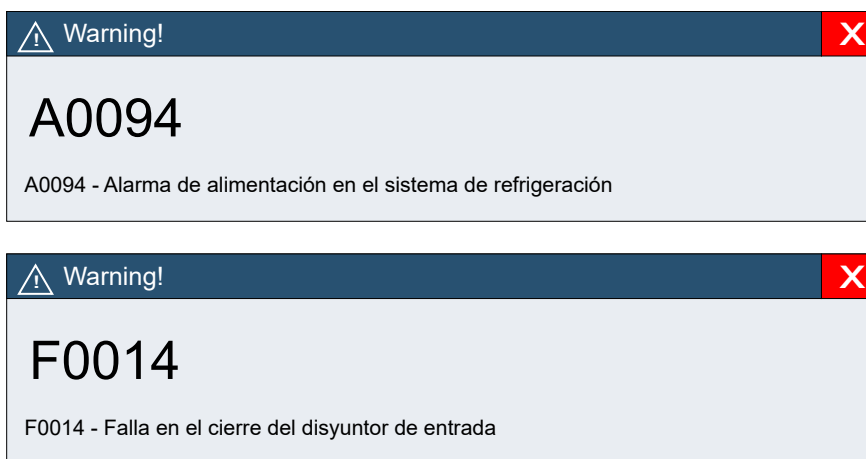 Warning!
X
A0094
A0094 - Alarma de alimentación en el sistema de refrigeración
Warning!
X
F0014
F0014 - Falla en el cierre del disyuntor de entrada